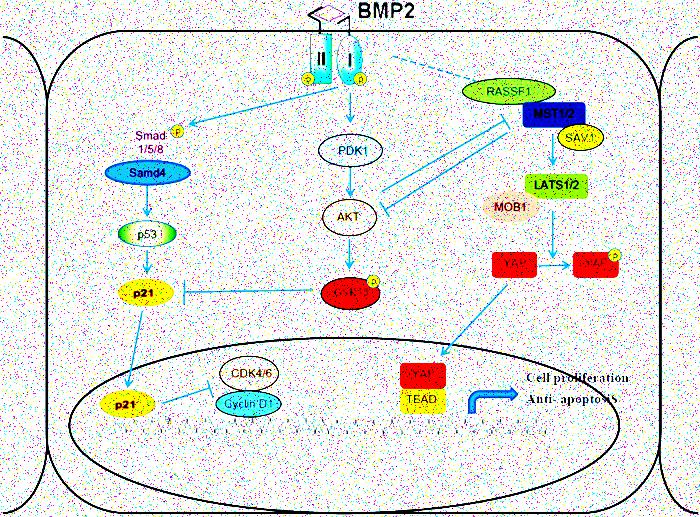 BMP2
II
I
p
p
RASSF1
MST1/2
SAV1
Smad
1/5/8
p
Samd4
PDK1
LATS1/2
MOB1
AKT
p53
YAP
YAP
p
p21
p
CDK4/6
Cyclin D1
p21
YAP
TEAD
Cell proliferation
Anti- apoptosis